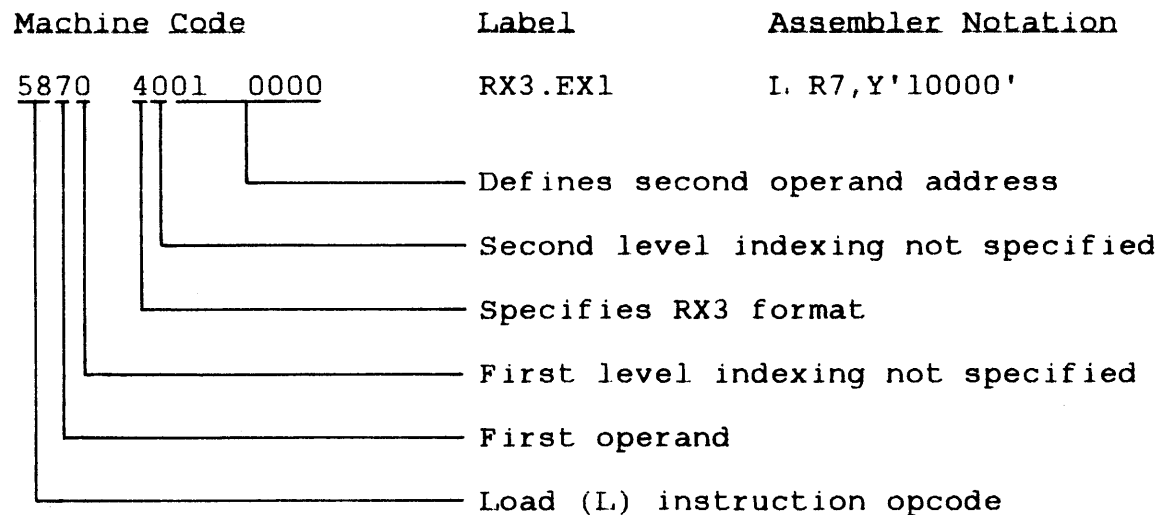 Machine Code Label Assembler Notation
5870 4001 0000 RX3.EX1 L R7,Y'10000'
Defines second operand address
Second level indexing not specified
Specifies RX3 format
First level indexing not specified
First operand
Load (L) instruction opcode